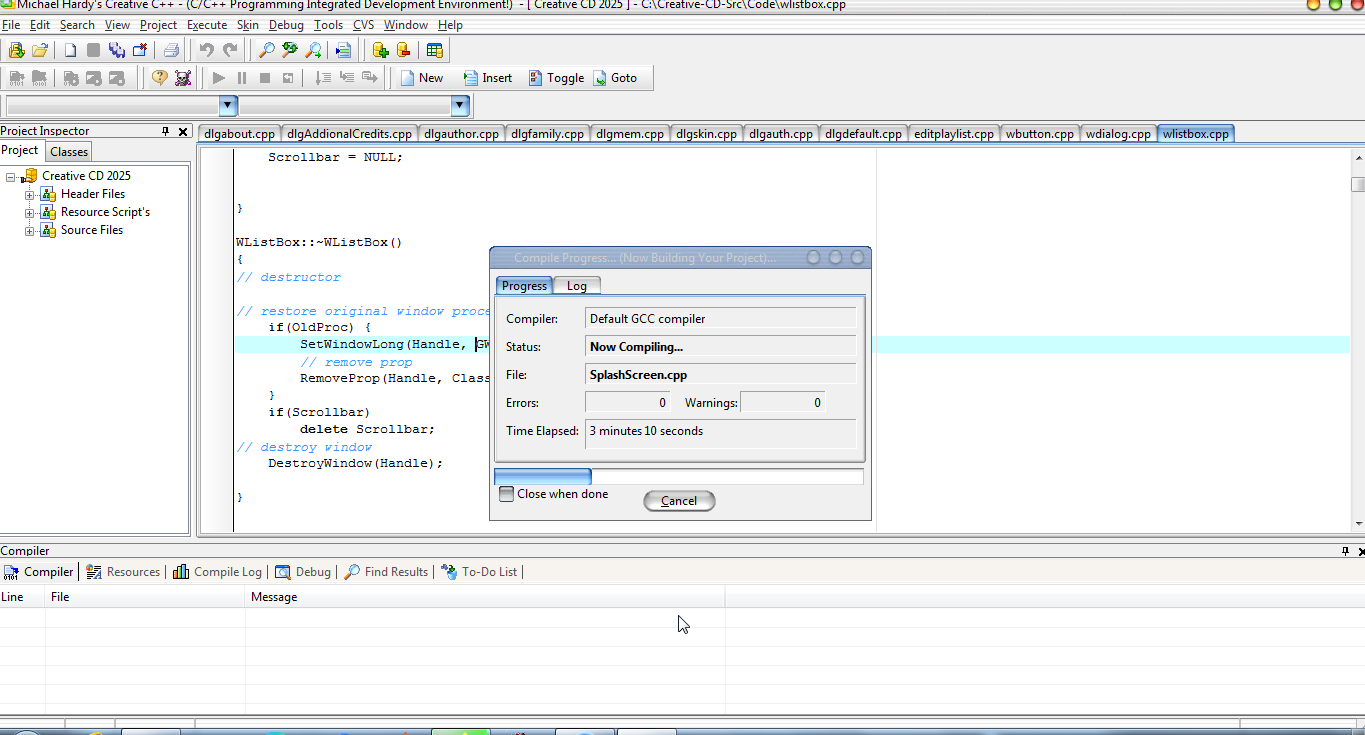 Michael Hardy's Creative C++ - (C/C++ Programming Integrated Development Environment!) - [ Creative CD 2025 ] - C:\Creative-CD-Src\Code\wlistbox.cpp
File Edit Search View Project Execute Skin Debug Tools CVS Window Help
New Insert Toggle Goto
Project Inspector
Project Classes
Creative CD 2025
Header Files
Resource Script's
Source Files
dlgabout.cpp dlgAddionalCredits.cpp dlgauthor.cpp dlgfamily.cpp dlgmem.cpp dlgskin.cpp dlgauth.cpp dlgdefault.cpp editplaylist.cpp wbutton.cpp wdialog.cpp wlistbox.cpp
Scrollbar = NULL;
}
WListBox::~WListBox()
{
// destructor
// restore original window proce
if(OldProc) {
SetWindowLong(Handle, GW
// remove prop
RemoveProp(Handle, Class
}
if(Scrollbar)
delete Scrollbar;
// destroy window
DestroyWindow(Handle);
}
Compile Progress... (Now Building Your Project)...
Progress Log
Compiler: Default GCC compiler
Status: Now Compiling...
File: SplashScreen.cpp
Errors: 0 Warnings: 0
Time Elapsed: 3 minutes 10 seconds
Close when done
Cancel
Compiler
Compiler Resources Compile Log Debug Find Results To-Do List
Line File Message